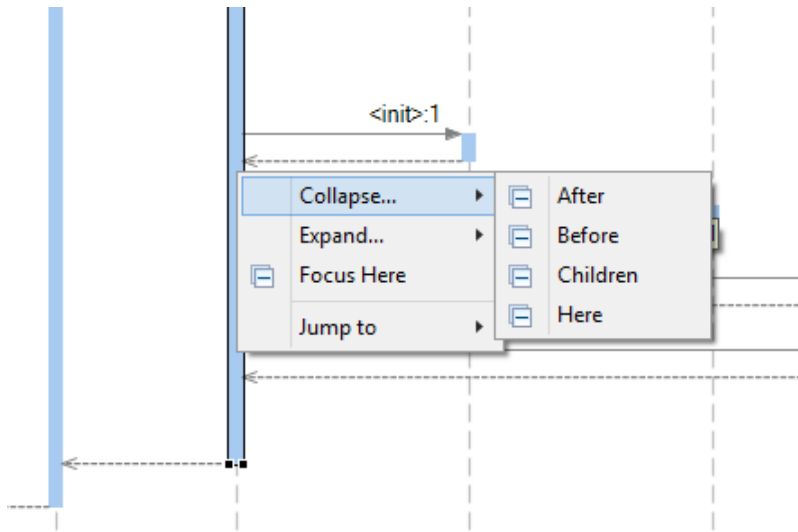 <init>:1
Collapse...
Expand...
Focus Here
Jump to
After
Before
Children
Here